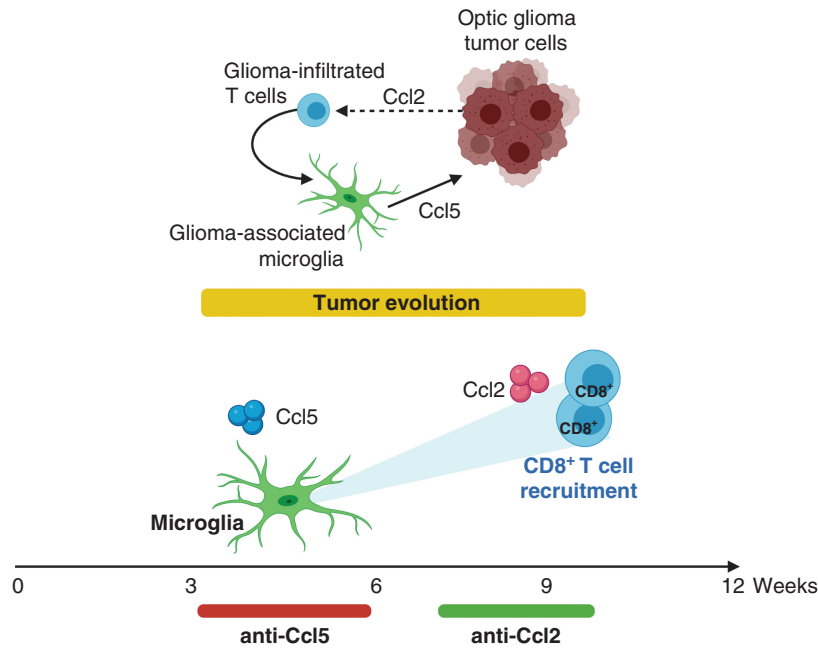 Optic glioma
tumor cells
Glioma-infiltrated
T cells
Ccl2
Ccl5
Glioma-associated
microglia
Tumor evolution
Ccl2
Ccl5
CD8⁺
CD8⁺
CD8⁺ T cell
recruitment
Microglia
0 3 6 9 12 Weeks
anti-Ccl5 anti-Ccl2